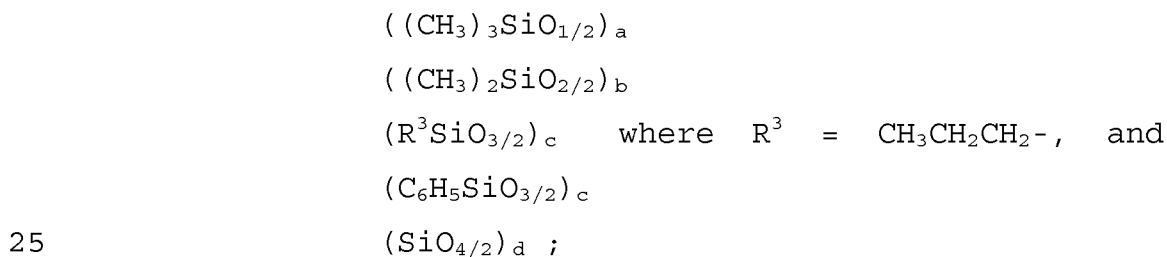 ((CH₃)₃SiO₁/₂)ₐ
((CH₃)₂SiO₂/₂)b
(R³SiO₃/₂)c where R³ = CH₃CH₂CH₂-, and
(C₆H₅SiO₃/₂)c
25 (SiO₄/₂)d ;